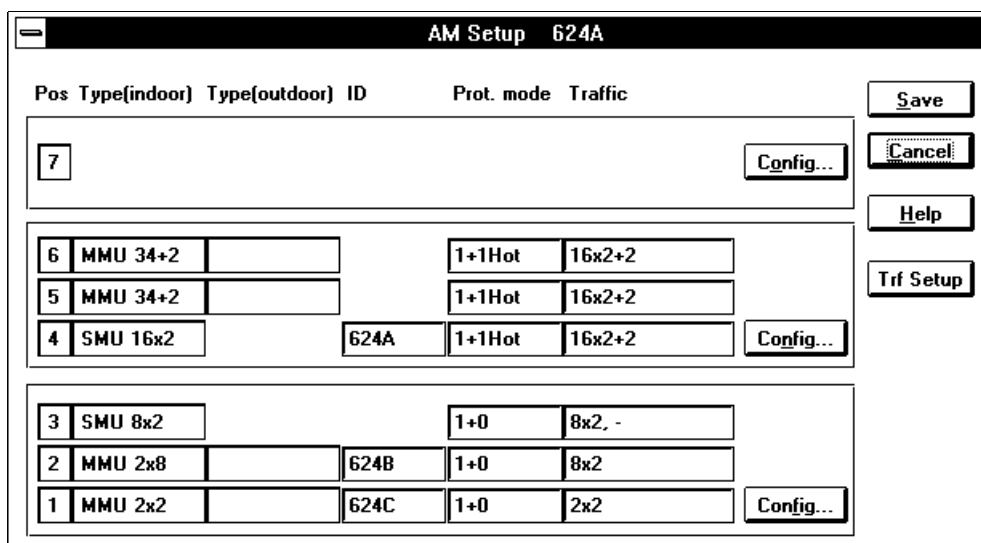 AM Setup 624A
Pos Type(indoor) Type(outdoor) ID Prot. mode Traffic
Save
7 Config...
Cancel
Help
6 MMU 34+2 1+1Hot 16x2+2
Trf Setup
5 MMU 34+2 1+1Hot 16x2+2
4 SMU 16x2 624A 1+1Hot 16x2+2 Config...
3 SMU 8x2 1+0 8x2, -
2 MMU 2x8 624B 1+0 8x2
1 MMU 2x2 624C 1+0 2x2 Config...